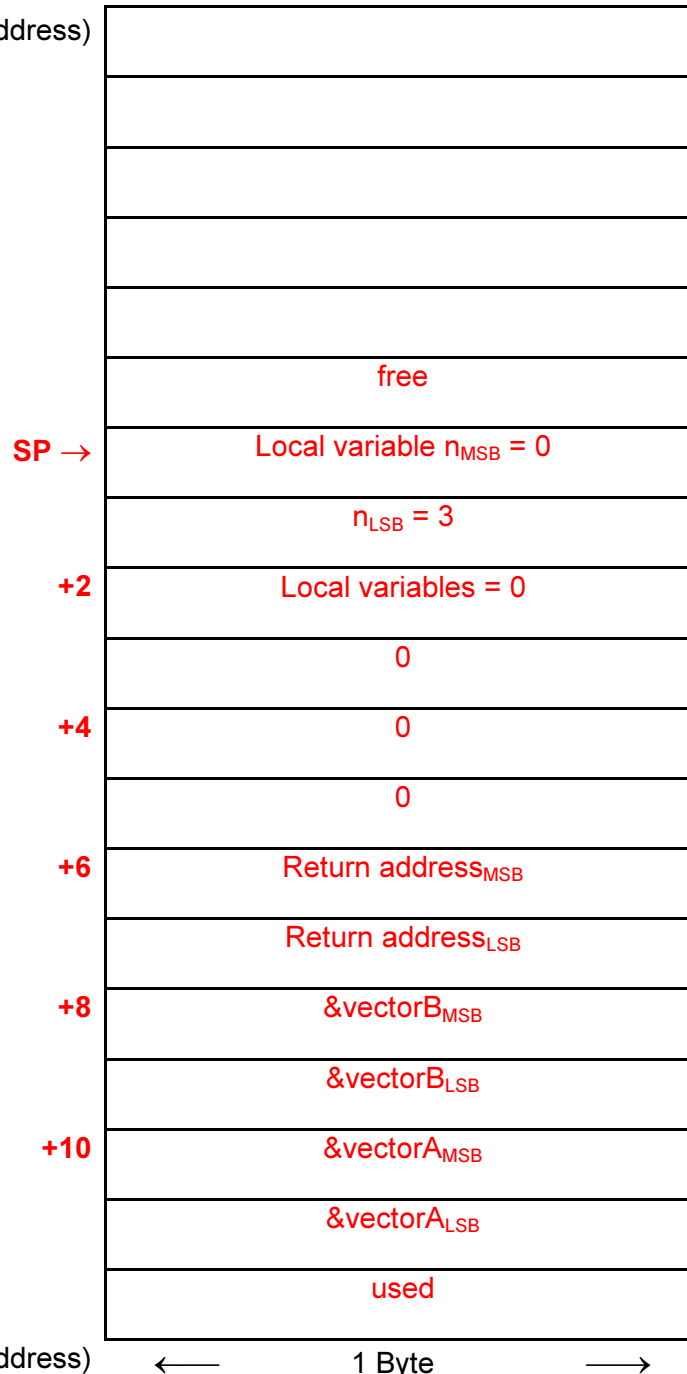 ddress)
free
SP → Local variable nMSB = 0
nLSB = 3
+2 Local variables = 0
0
+4 0
0
+6 Return addressMSB
Return addressLSB
+8 &vectorBMSB
&vectorBLSB
+10 &vectorAMSB
&vectorALSB
used
ddress) ← 1 Byte →